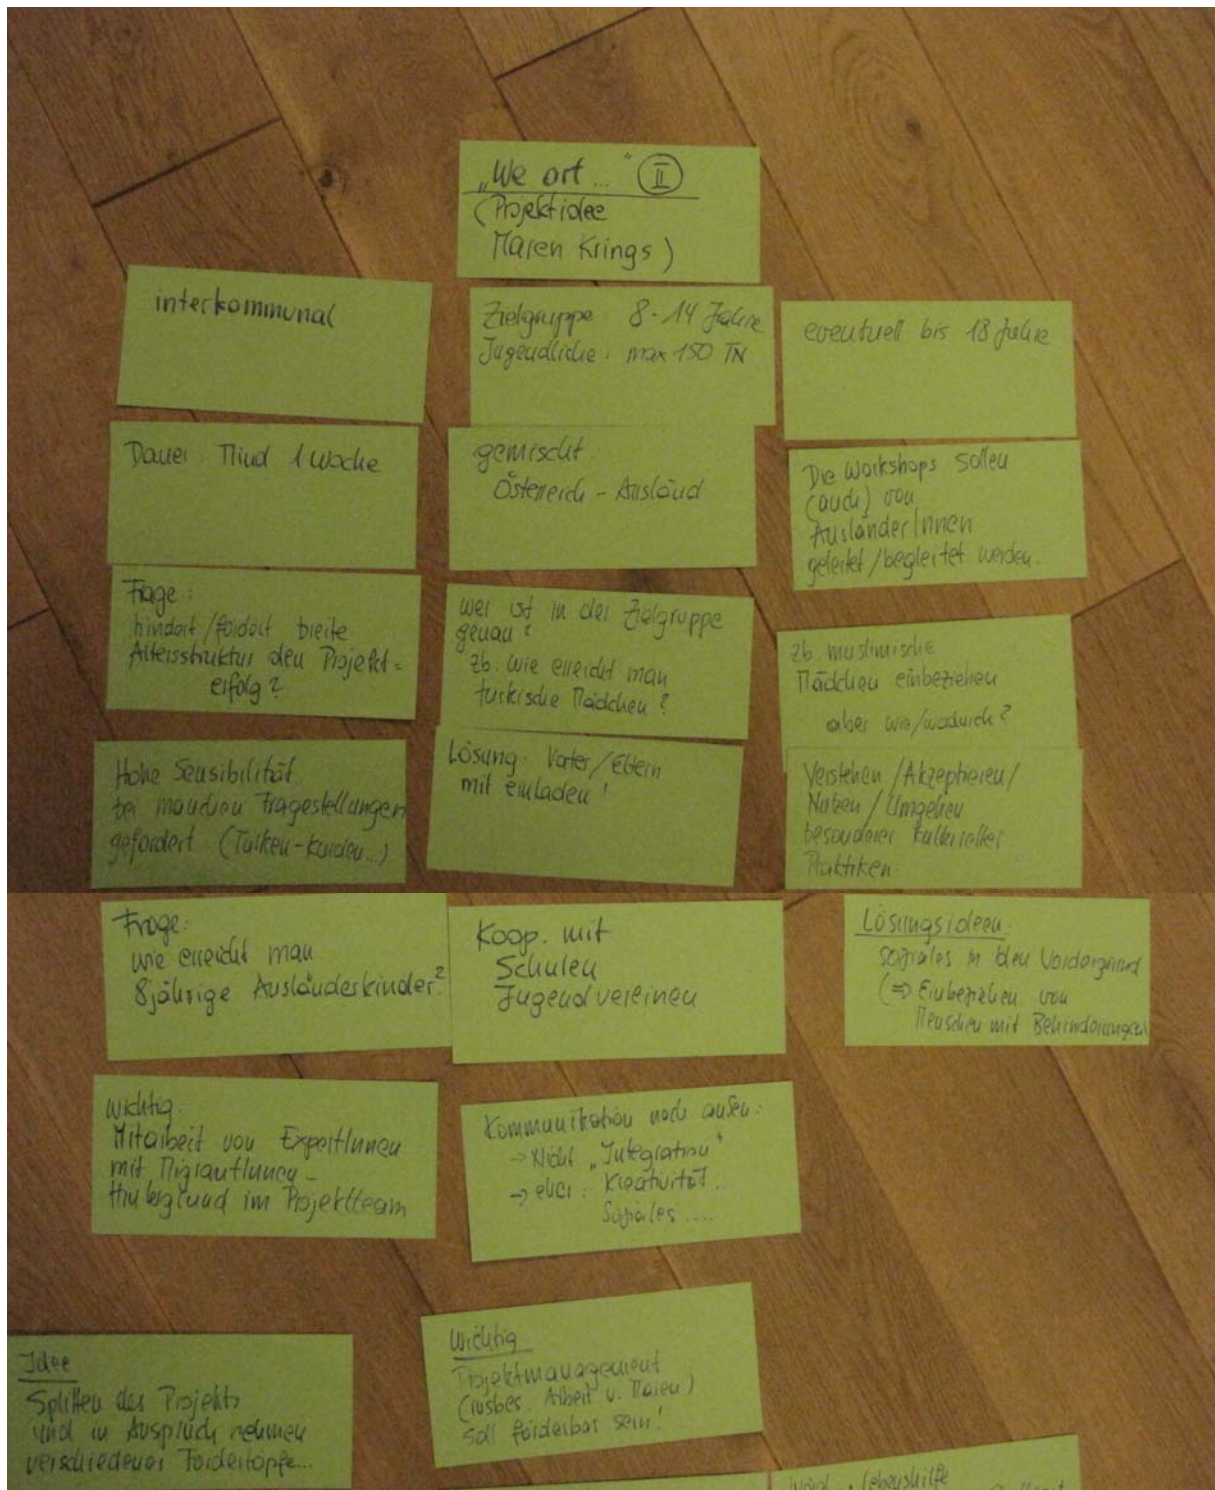 „We art..." II
(Projektidee
Maren Krings)
interkommunal
Zielgruppe 8-14 Jahre
Jugendliche: max 150 TN
eventuell bis 18 Jahre
Dauer: Mind 1 Woche
gemischt:
Österreich - Ausland
Die Workshops sollen
(auch) von
AusländerInnen
geleitet/begleitet werden.
Frage:
hindert/fördert breite
Altersstruktur den Projekt=
erfolg?
wer ist in der Zielgruppe
genau?
zb. wie erreicht man
türkische Mädchen?
zb. muslimische
Mädchen einbeziehen
aber wie/wodurch?
Hohe Sensibilität
bei manchen Fragestellungen
gefordert (Türken-Kurden...)
Lösung: Vater/Eltern
mit einladen!
Verstehen/Akzeptieren/
Nutzen/Umgehen
besonderer kultureller
Praktiken
Frage:
wie erreicht man
8jährige Ausländerkinder?
Koop. mit
Schulen
Jugendvereinen
Lösungsideen:
soziales in den Vordergrund
(⇒ Einbeziehen von
Menschen mit Behinderungen
Wichtig:
Mitarbeit von ExpertInnen
mit MigrantInnen-
Hintergrund im Projektteam
Kommunikation nach außen:
→ Nicht „Integration"
→ eher: Kreativität...
Soziales....
Idee
Splitten des Projekts
und in Anspruch nehmen
verschiedener Fördertöpfe...
Wichtig
Projektmanagement
(insbes. Arbeit v. Maren)
soll förderbar sein!
Lebenshilfe